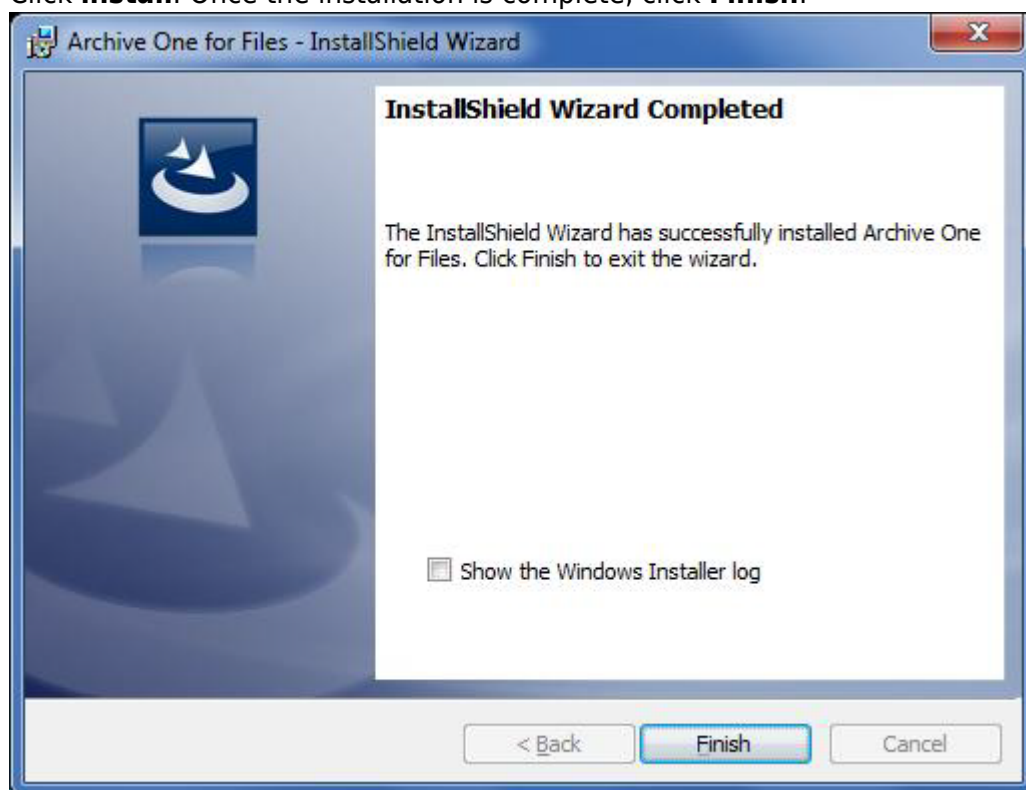 Click Install. Once the installation is complete, click Finish.
Archive One for Files - InstallShield Wizard
InstallShield Wizard Completed
The InstallShield Wizard has successfully installed Archive One
for Files. Click Finish to exit the wizard.
Show the Windows Installer log
< Back
Finish
Cancel